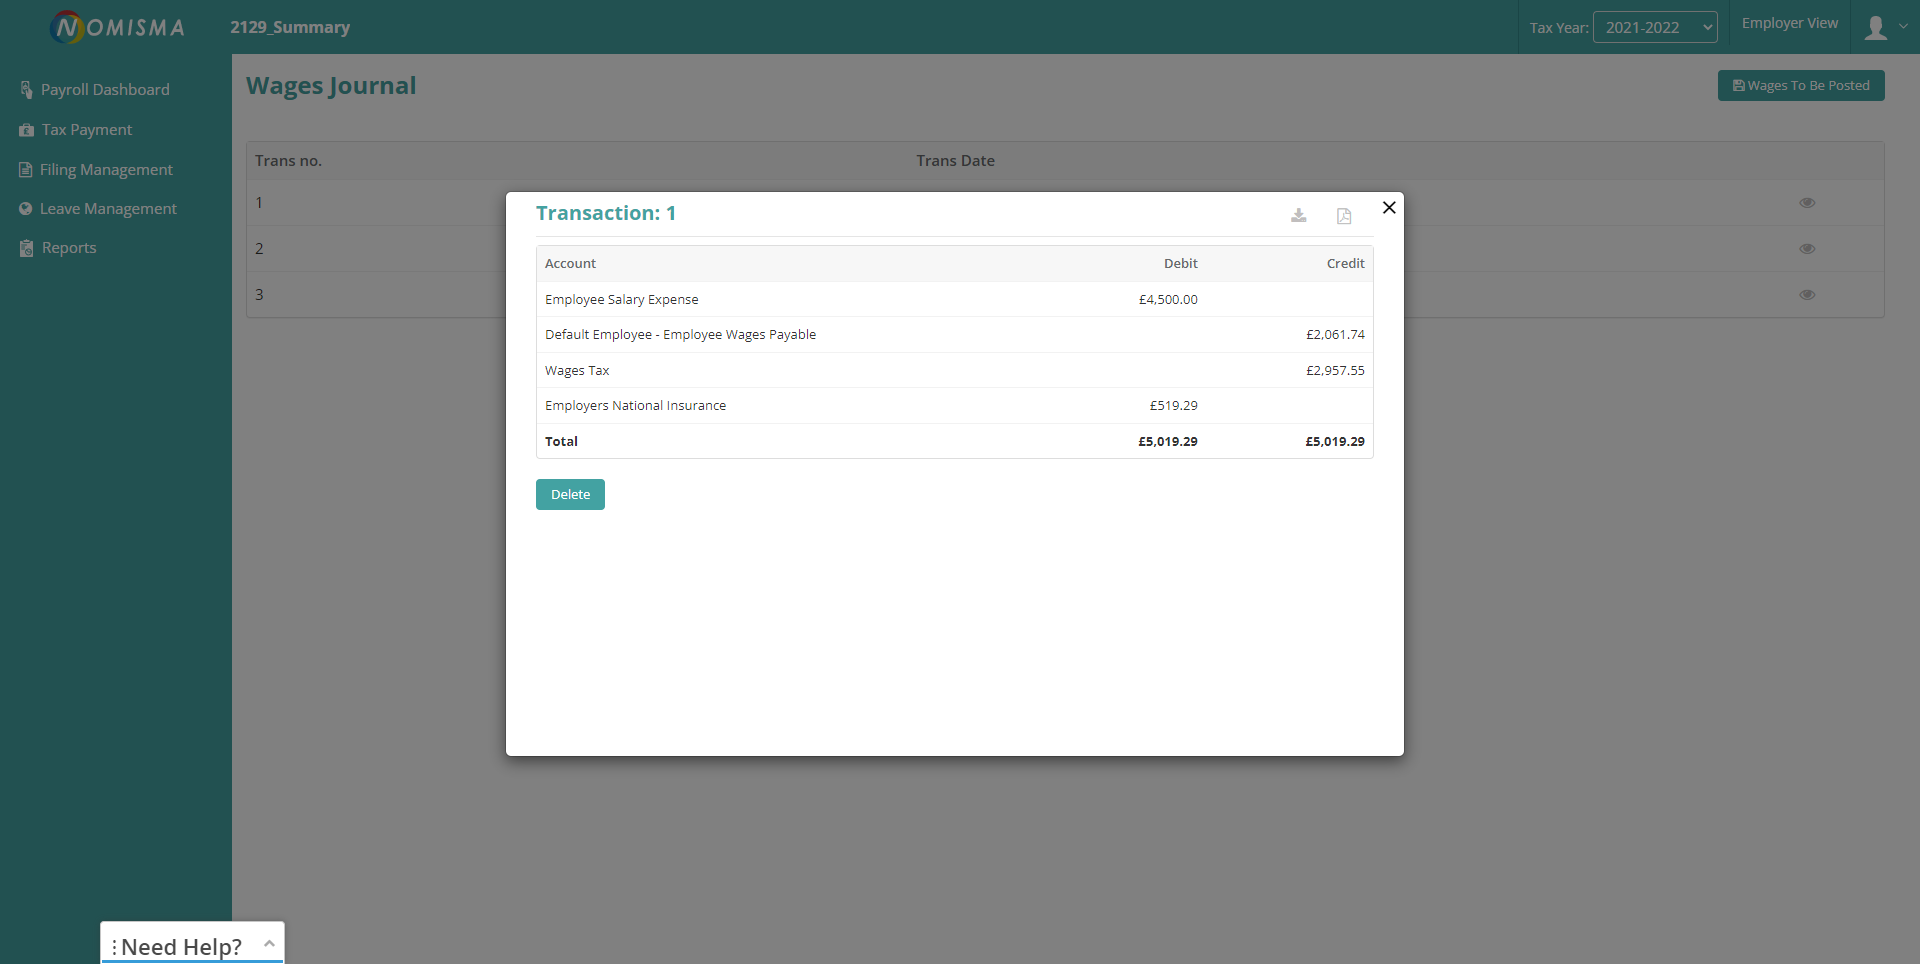 NOMISMA
2129_Summary
Tax Year: 2021-2022
Employer View
Payroll Dashboard
Tax Payment
Filing Management
Leave Management
Reports
Wages Journal
Wages To Be Posted
Trans no. Trans Date
1
2
3
Transaction: 1
Account Debit Credit
Employee Salary Expense £4,500.00
Default Employee - Employee Wages Payable £2,061.74
Wages Tax £2,957.55
Employers National Insurance £519.29
Total £5,019.29 £5,019.29
Delete
Need Help?